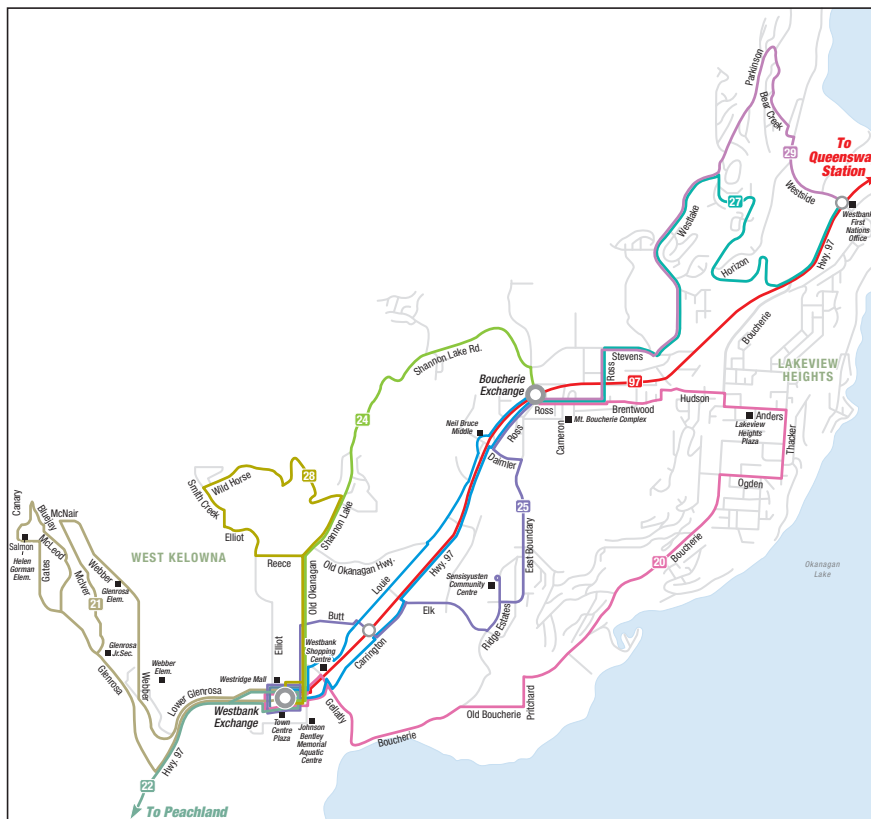 Parkinson
Bear Creek
29
To
Queensway
Station
Westside
27
Westlake
Westbank
First
Nations
Office
Horizon
Hwy. 97
Boucherie
Shannon Lake Rd.
Stevens
Ross
LAKEVIEW
HEIGHTS
Boucherie
Exchange
97
Hudson
Ross
Brentwood
Anders
24
Cameron
Mt. Boucherie Complex
Lakeview
Heights
Plaza
Thacker
Neil Bruce
Middle
Ross
Daimler
Wild Horse
28
Smith Creek
Ogden
25
Canary
Bluejay
McNair
Elliot
Shannon Lake
East Boundary
20
Boucherie
Salmon
Helen
Gorman
Elem.
McLeod
WEST KELOWNA
Reece
Old Okanagan Hwy.
Hwy. 97
Okanagan
Lake
Gates
McIver
Webber
Glenrosa
Elem.
Old Okanagan
Louie
Sensisyusten
Community
Centre
21
Butt
Elk
Ridge Estates
Glenrosa
Jr.Sec.
Elliot
Westbank
Shopping
Centre
Carrington
Glenrosa
Webber
Elem.
Webber
Westridge Mall
Lower Glenrosa
Westbank
Exchange
Gellatly
Pritchard
Old Boucherie
Town
Centre
Plaza
Johnson
Bentley
Memorial
Aquatic
Centre
Boucherie
Hwy. 97
22
To Peachland